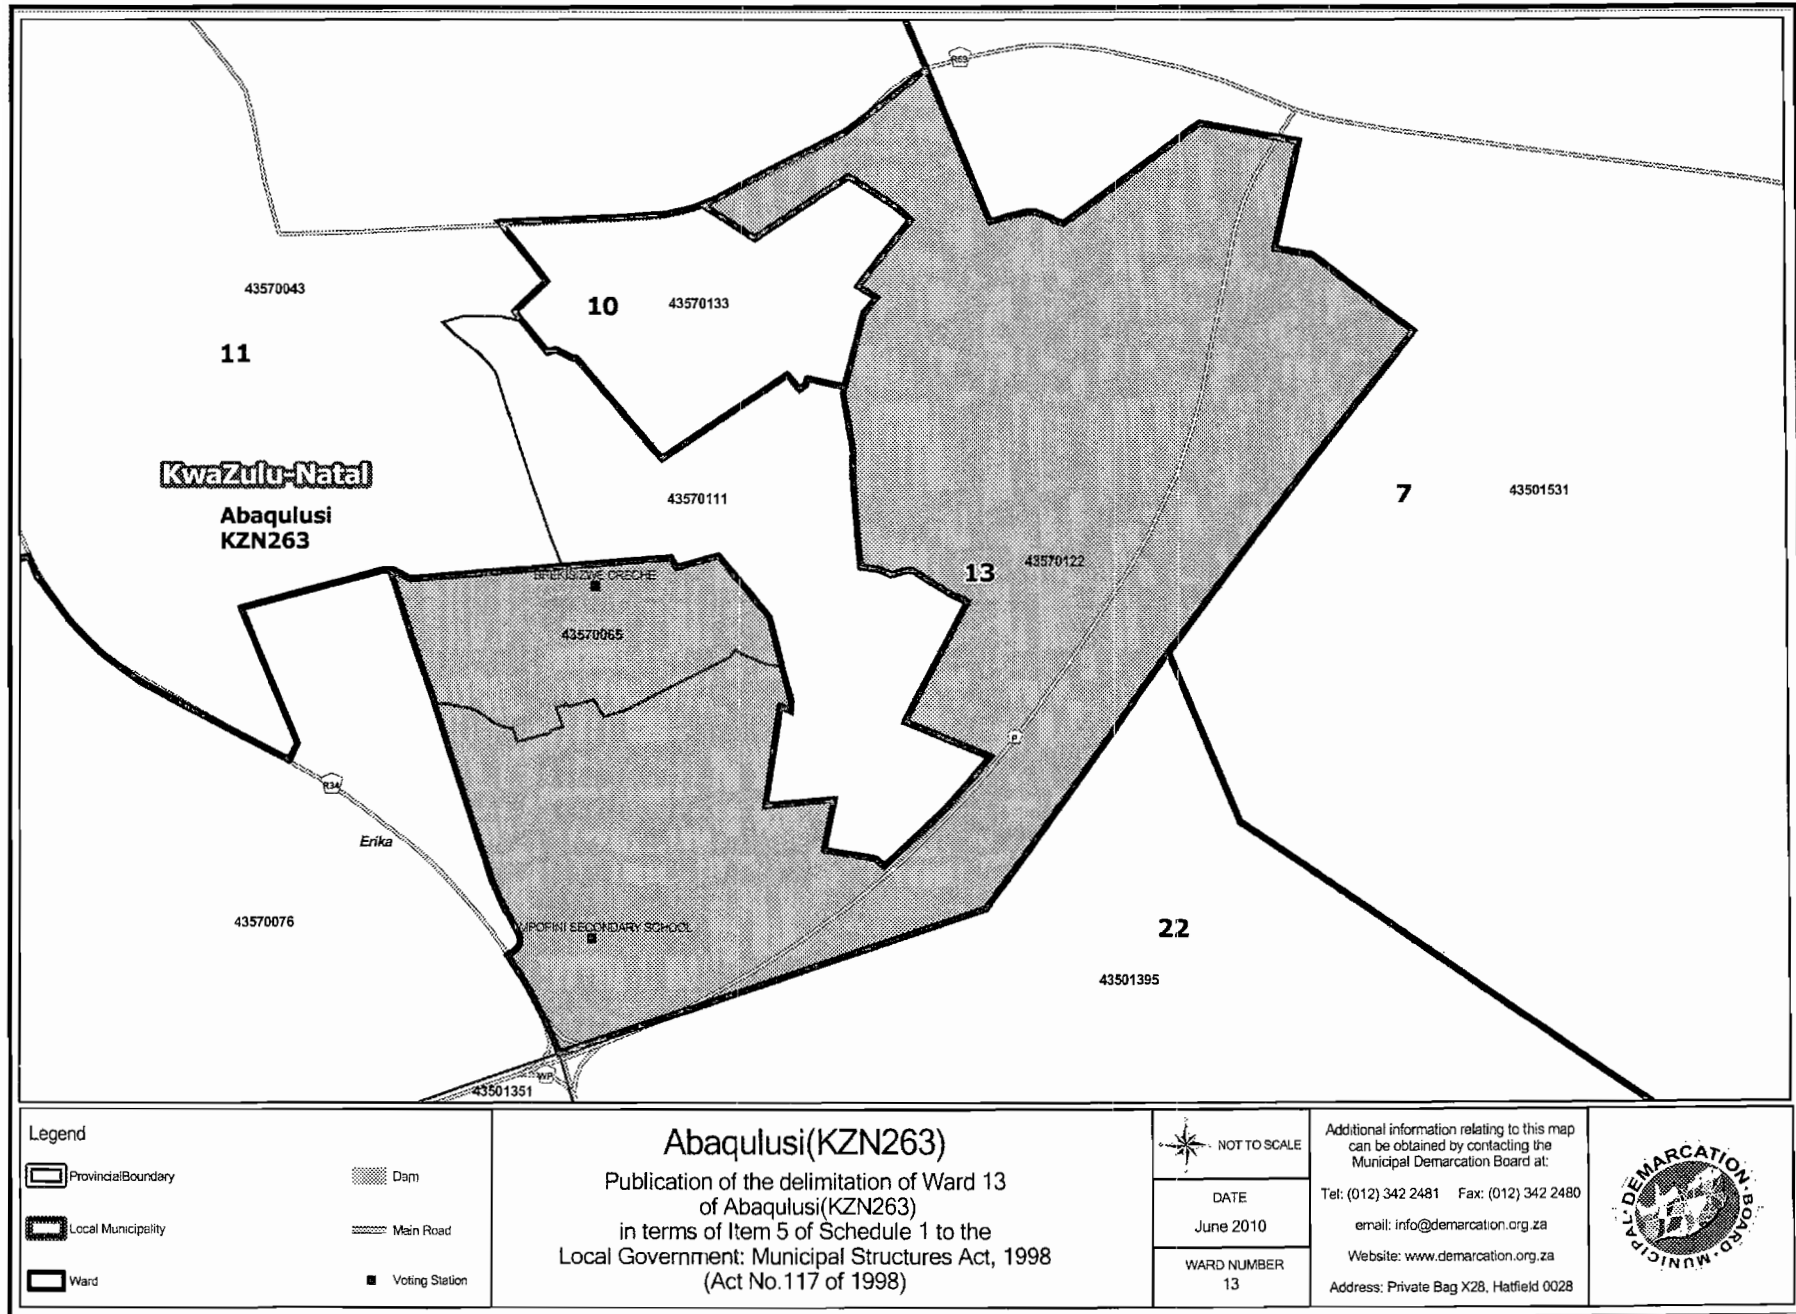 R34
43570043
10
43570133
11
KwaZulu-Natal
Abaqulusi
KZN263
43570111
7
43501531
13
43570122
43570065
P
Erika
43570076
MPOFINI SECONDARY SCHOOL
22
43501395
WP
43501351
Legend
ProvincialBoundary
Dam
Local Municipality
Main Road
Ward
Voting Station
Abaqulusi(KZN263)
Publication of the delimitation of Ward 13
of Abaqulusi(KZN263)
in terms of Item 5 of Schedule 1 to the
Local Government: Municipal Structures Act, 1998
(Act No.117 of 1998)
NOT TO SCALE
DATE
June 2010
WARD NUMBER
13
Additional information relating to this map
can be obtained by contacting the
Municipal Demarcation Board at:
Tel: (012) 342 2481 Fax: (012) 342 2480
email: info@demarcation.org.za
Website: www.demarcation.org.za
Address: Private Bag X28, Hatfield 0028
MUNICIPAL DEMARCATION BOARD